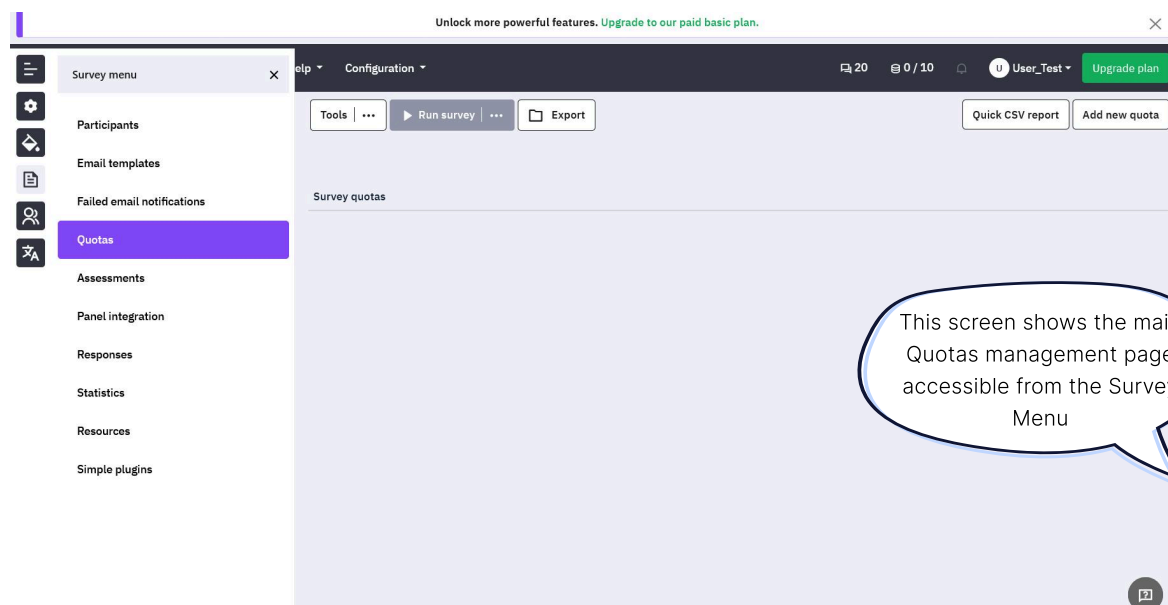 Unlock more powerful features. Upgrade to our paid basic plan.
Survey menu
elp
Configuration
20
0 / 10
U User_Test
Upgrade plan
Tools
Run survey
Export
Quick CSV report
Add new quota
Participants
Email templates
Failed email notifications
Quotas
Assessments
Panel integration
Responses
Statistics
Resources
Simple plugins
Survey quotas
This screen shows the mai
Quotas management page
accessible from the Survey
Menu